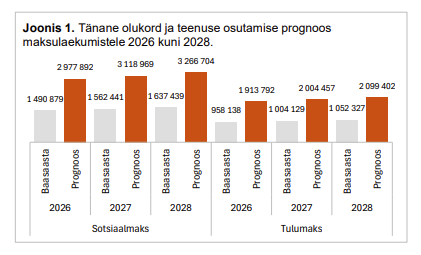 Joonis 1. Tänane olukord ja teenuse osutamise prognoos
maksulaekumistele 2026 kuni 2028.
1 490 879 2 977 892 1 562 441 3 118 969 1 637 439 3 266 704 958 138 1 913 792 1 004 129 2 004 457 1 052 327 2 099 402
Baasaasta Prognoos Baasaasta Prognoos Baasaasta Prognoos Baasaasta Prognoos Baasaasta Prognoos Baasaasta Prognoos
2026 2027 2028 2026 2027 2028
Sotsiaalmaks Tulumaks